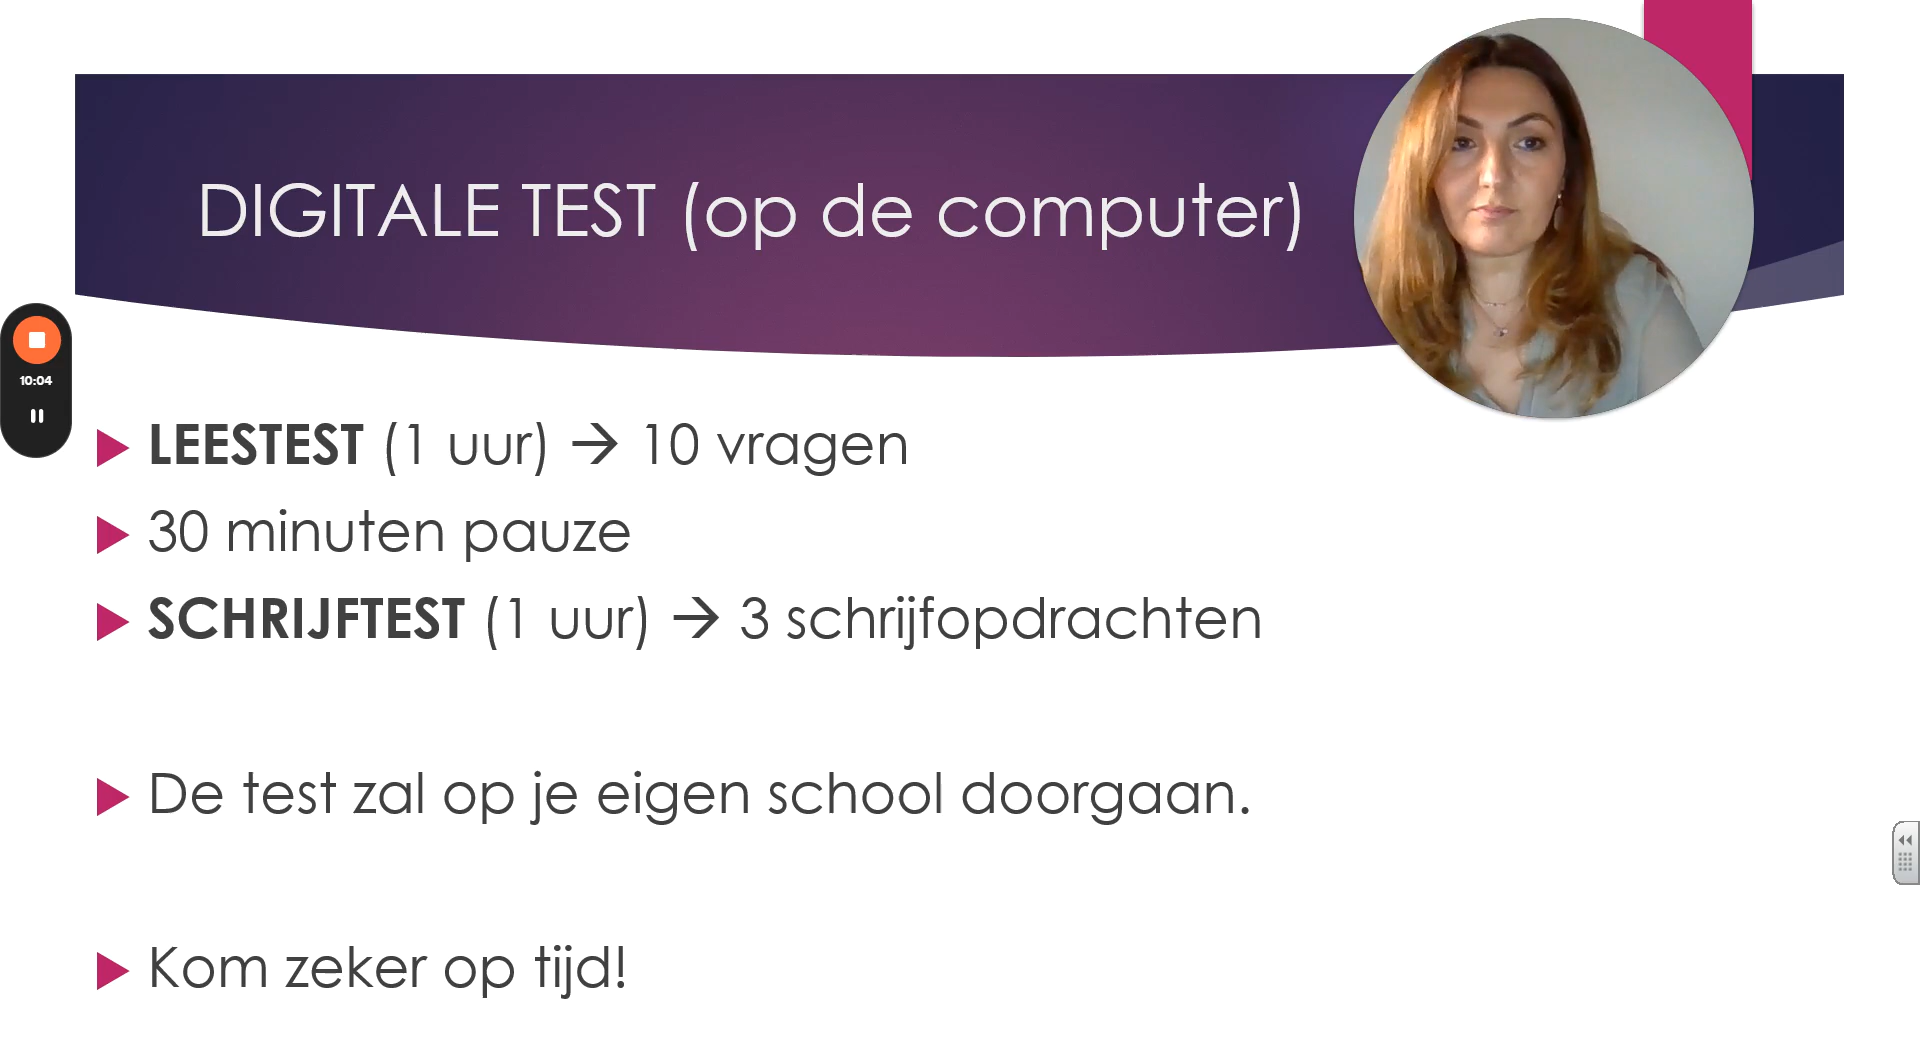 DIGITALE TEST (op de computer)
10:04
LEESTEST (1 uur) → 10 vragen
30 minuten pauze
SCHRIJFTEST (1 uur) → 3 schrijfopdrachten
De test zal op je eigen school doorgaan.
Kom zeker op tijd!